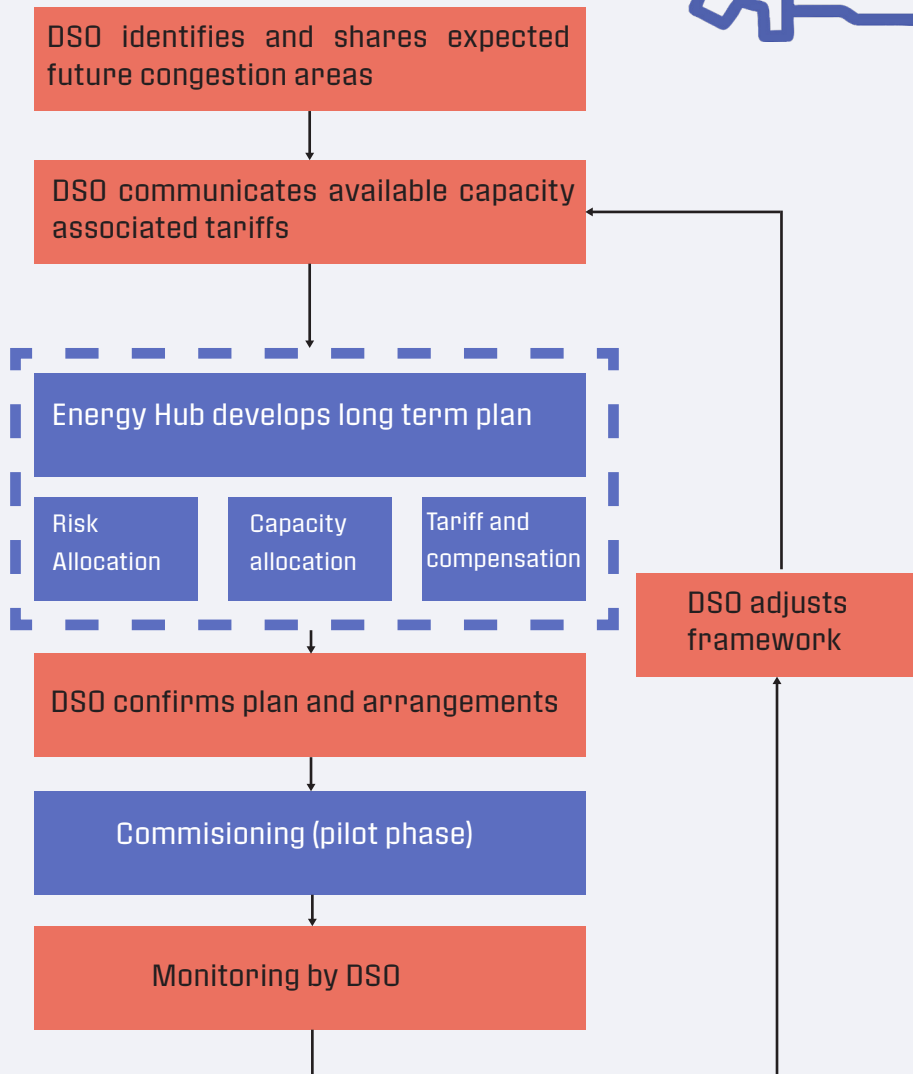 DSO identifies and shares expected
future congestion areas
DSO communicates available capacity
associated tariffs
Energy Hub develops long term plan
Risk
Allocation
Capacity
allocation
Tariff and
compensation
DSO adjusts
framework
DSO confirms plan and arrangements
Commisioning (pilot phase)
Monitoring by DSO